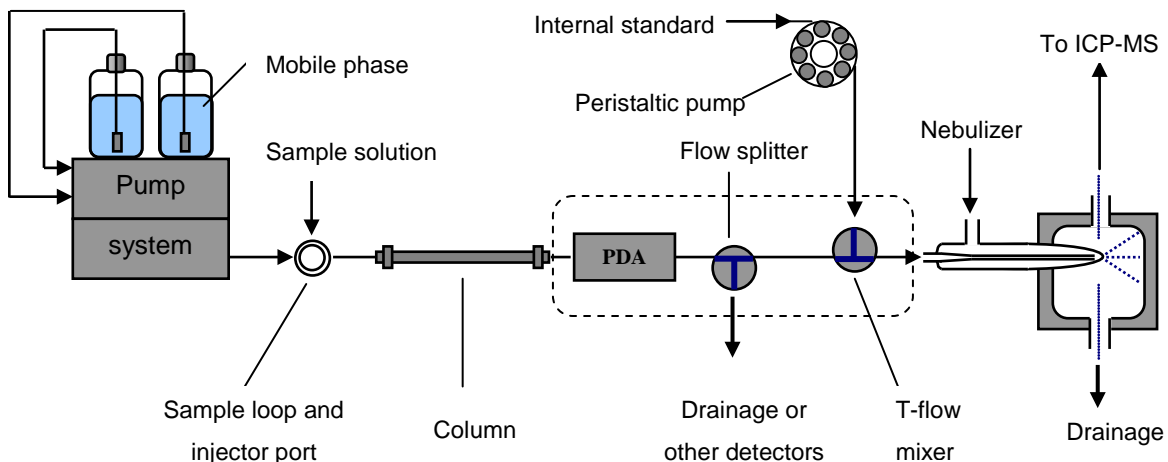 Internal standard
To ICP-MS
Mobile phase
Peristaltic pump
Nebulizer
Sample solution
Flow splitter
Pump
system
PDA
Sample loop and
injector port
Column
Drainage or
other detectors
T-flow
mixer
Drainage